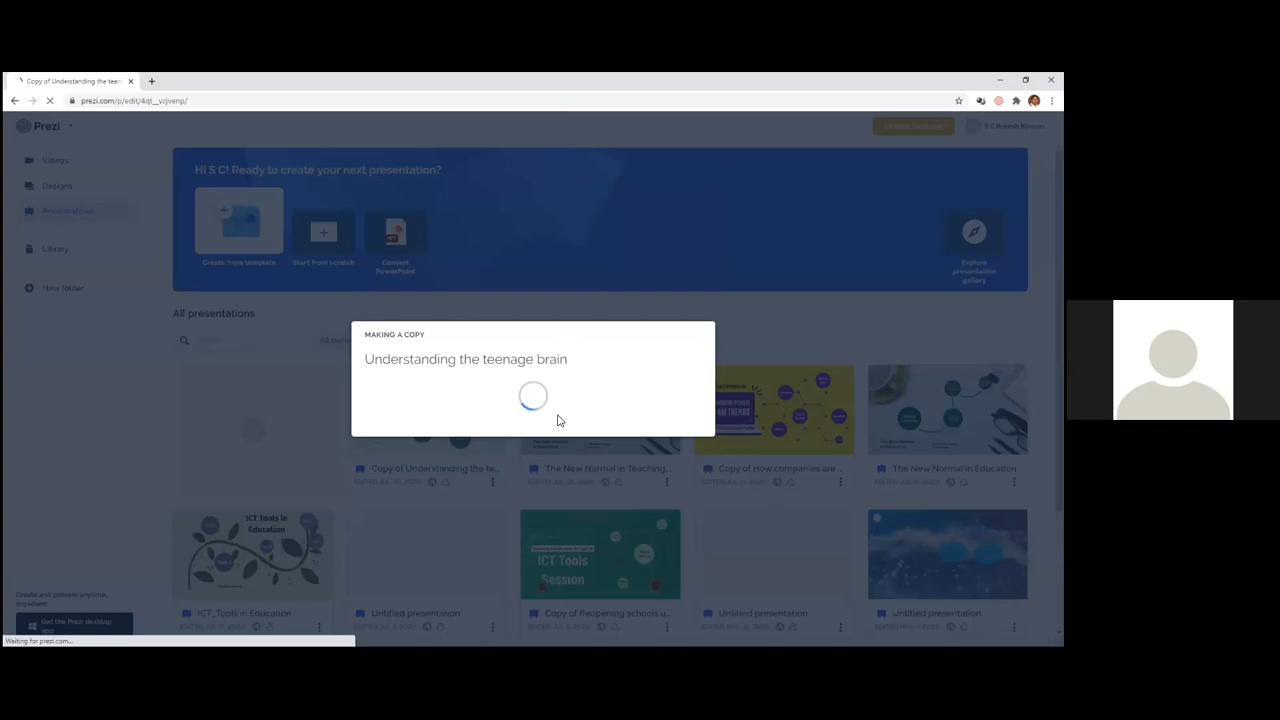 Copy of Understanding the teen
prezi.com/p/edit/4qt__vzjvenp/
Prezi
Videos
Designs
Presentations
Library
New folder
Hi S C! Ready to create your next presentation?
Create from template
Start from scratch
Convert
PowerPoint
Explore
presentation
gallery
All presentations
MAKING A COPY
Understanding the teenage brain
Copy of Understanding the te...
The New Normal in Teaching,...
Copy of How companies are ...
The New Normal in Education
ICT Tools in
Education
ICT Tools
Session
ICT_Tools in Education
Untitled presentation
Copy of Reopening schools u...
Untitled presentation
Untitled presentation
Create and present anytime,
anywhere
Get the Prezi desktop
app
Waiting for prezi.com...